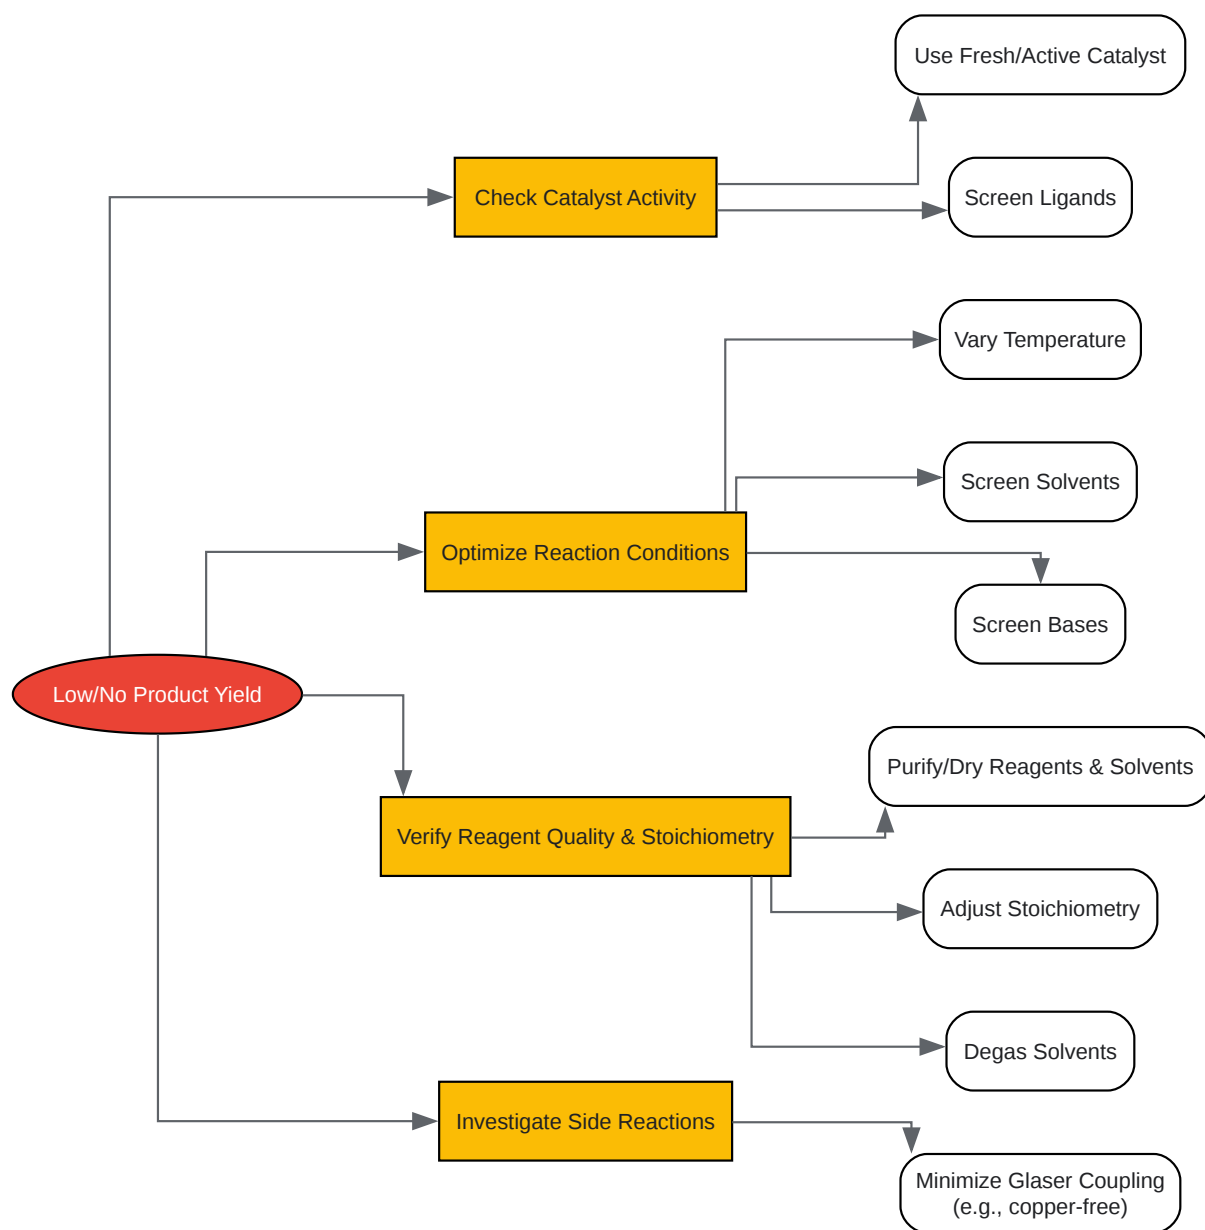 Use Fresh/Active Catalyst
Check Catalyst Activity
Screen Ligands
Vary Temperature
Screen Solvents
Optimize Reaction Conditions
Screen Bases
Low/No Product Yield
Purify/Dry Reagents & Solvents
Verify Reagent Quality & Stoichiometry
Adjust Stoichiometry
Degas Solvents
Investigate Side Reactions
Minimize Glaser Coupling
(e.g., copper-free)